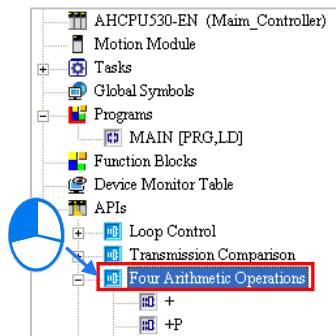 AHCPU530-EN (Maim_Controller)
Motion Module
Tasks
Global Symbols
Programs
MAIN [PRG,LD]
Function Blocks
Device Monitor Table
APIs
Loop Control
Transmission Comparison
Four Arithmetic Operations
+
+P